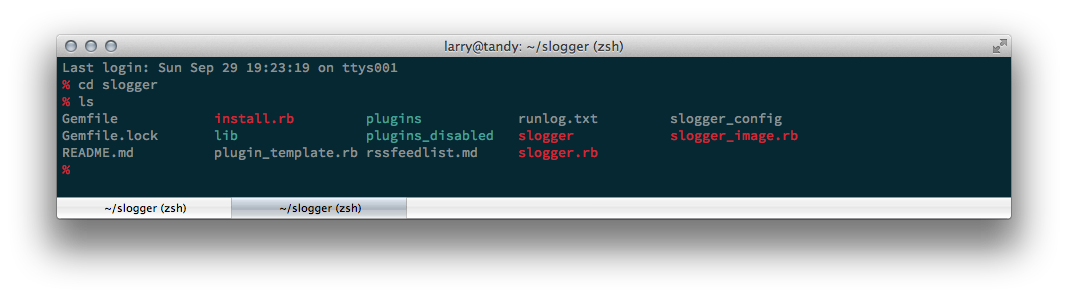 larry@tandy: ~/slogger (zsh)
Last login: Sun Sep 29 19:23:19 on ttys001
% cd slogger
% ls
Gemfile install.rb plugins runlog.txt slogger_config
Gemfile.lock lib plugins_disabled slogger slogger_image.rb
README.md plugin_template.rb rssfeedlist.md slogger.rb
%
~/slogger (zsh) ~/slogger (zsh)